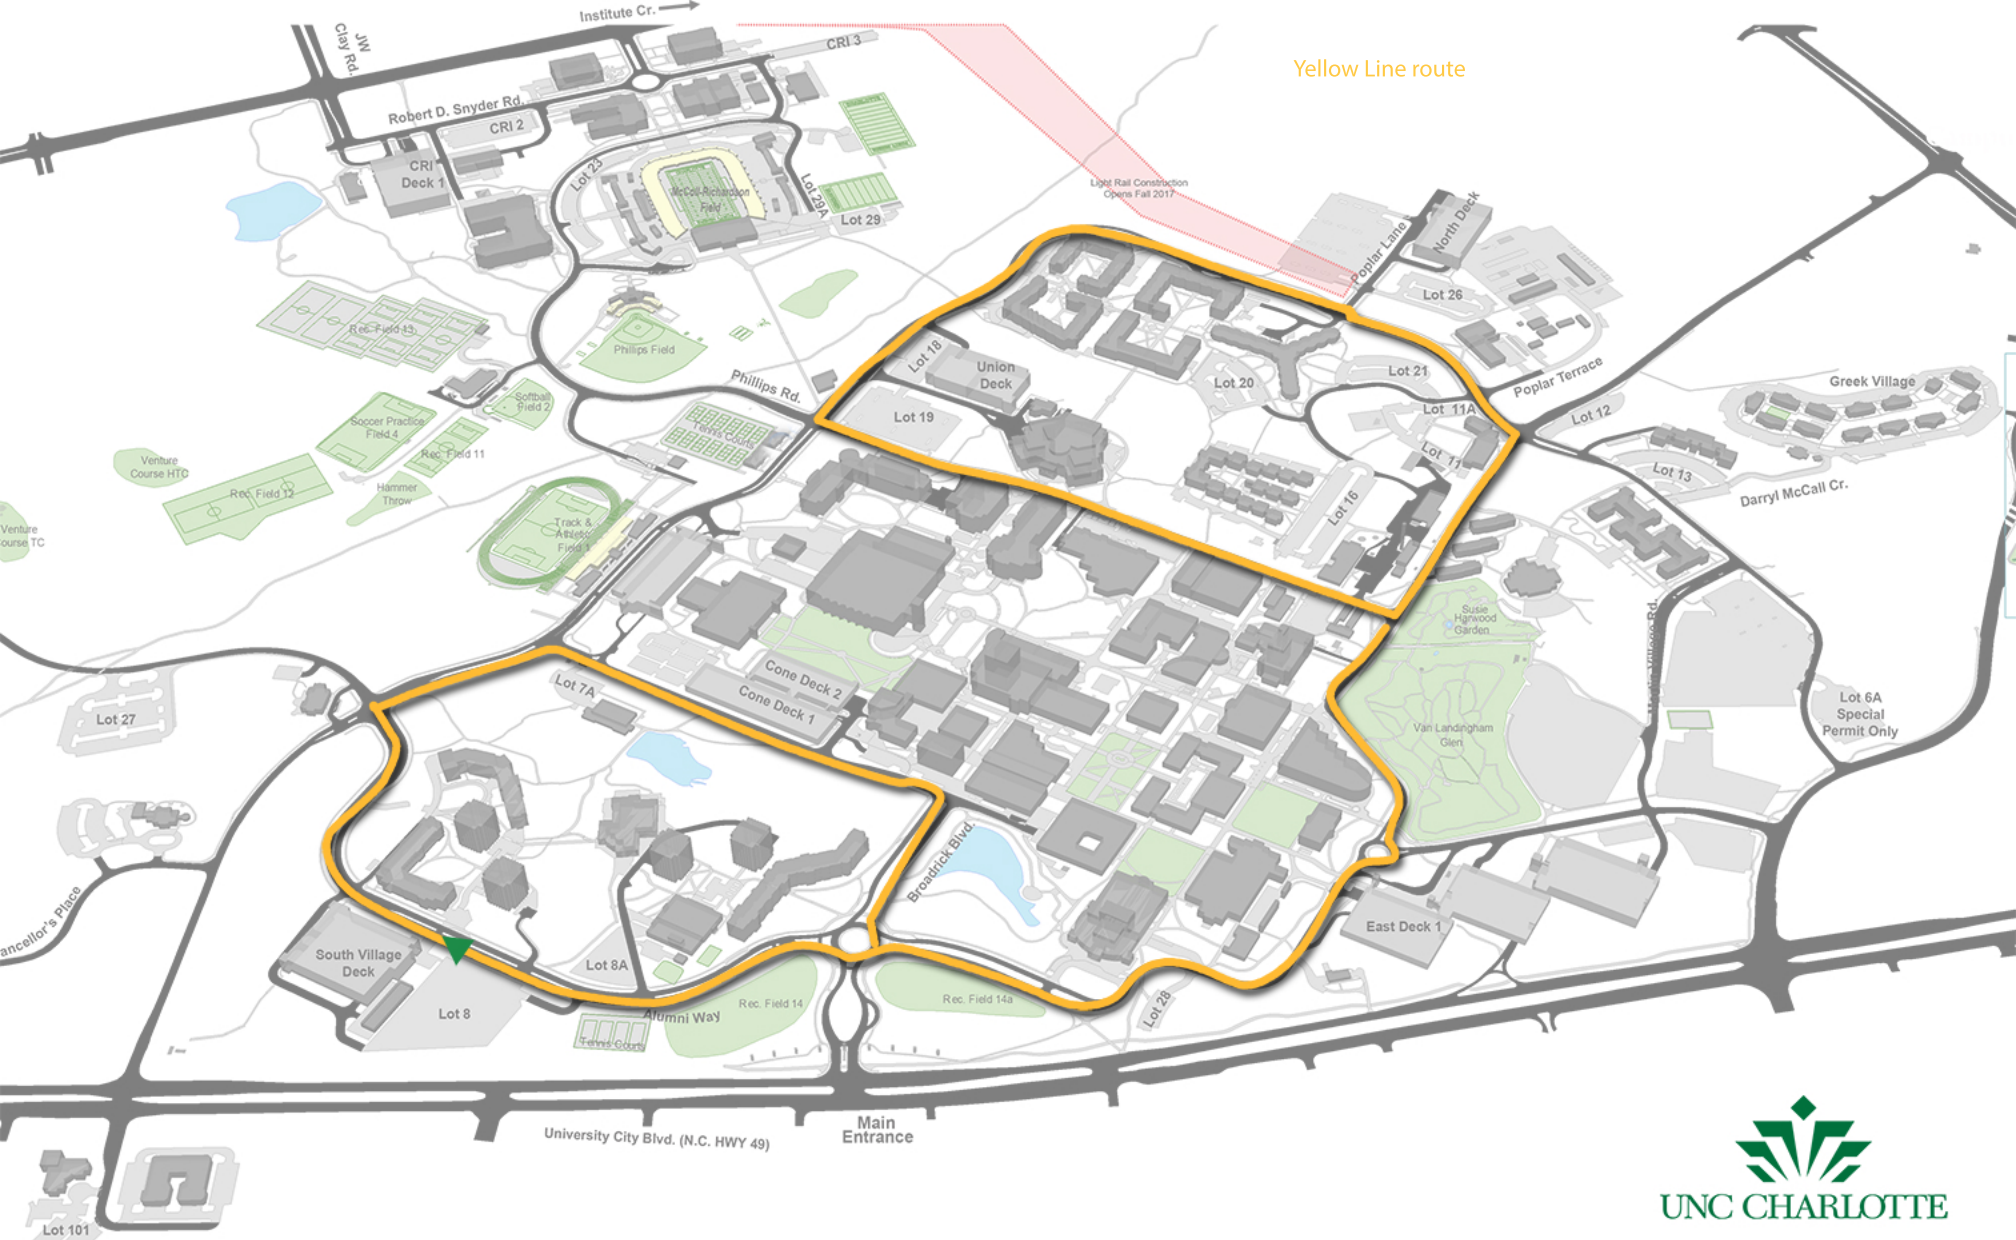 Institute Cr.
JW
Clay Rd.
CRI 3
Yellow Line route
Robert D. Snyder Rd.
CRI 2
CRI
Deck 1
Lot 23
McColl-Richardson
Field
Lot 29A
Lot 29
Light Rail Construction
Opens Fall 2017
Poplar Lane
North Deck
Lot 26
Rec. Field 13
Phillips Field
Lot 18
Union
Deck
Lot 20
Lot 21
Poplar Terrace
Greek Village
Phillips Rd.
Softball
Field 2
Lot 19
Lot 11A
Lot 12
Soccer Practice
Field 4
Tennis Courts
Rec. Field 11
Lot 11
Venture
Course HTC
Lot 13
Darryl McCall Cr.
Rec. Field 12
Hammer
Throw
Lot 16
Venture
ourse TC
Track &
Athletic
Field 1
Susie
Harwood
Garden
Cone Deck 2
Cone Deck 1
Lot 7A
Lot 27
Van Landingham
Glen
Lot 6A
Special
Permit Only
Broadrick Blvd.
ancellor's Place
East Deck 1
South Village
Deck
Lot 8A
Lot 8
Rec. Field 14
Rec. Field 14a
Lot 28
Alumni Way
Tennis Courts
Main
Entrance
University City Blvd. (N.C. HWY 49)
Lot 101
UNC CHARLOTTE